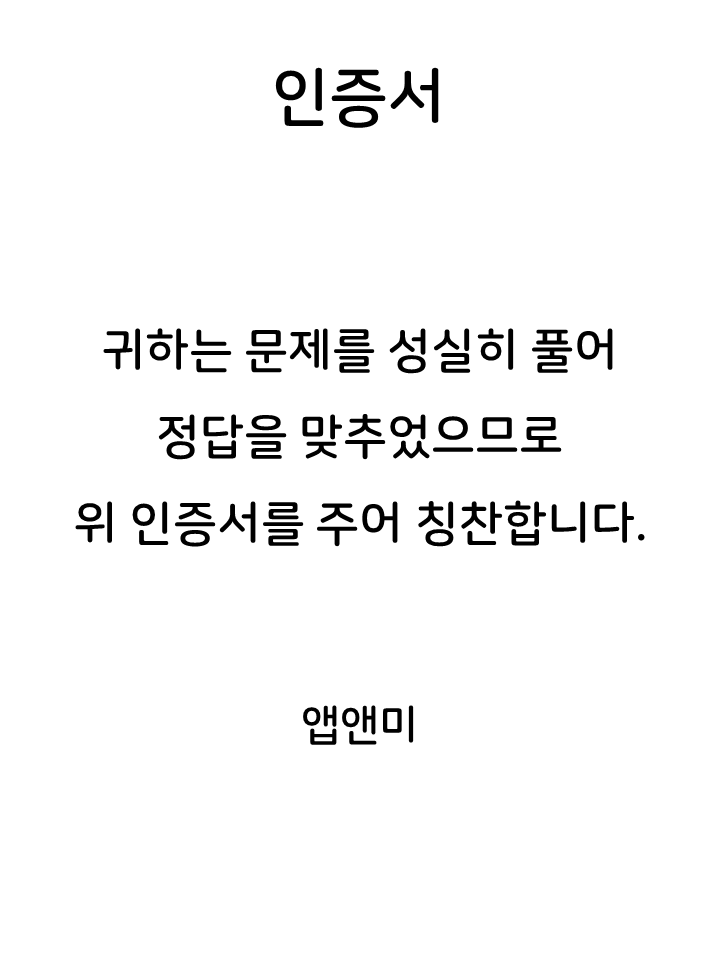 인증서
귀하는 문제를 성실히 풀어
정답을 맞추었으므로
위 인증서를 주어 칭찬합니다.
앱앤미